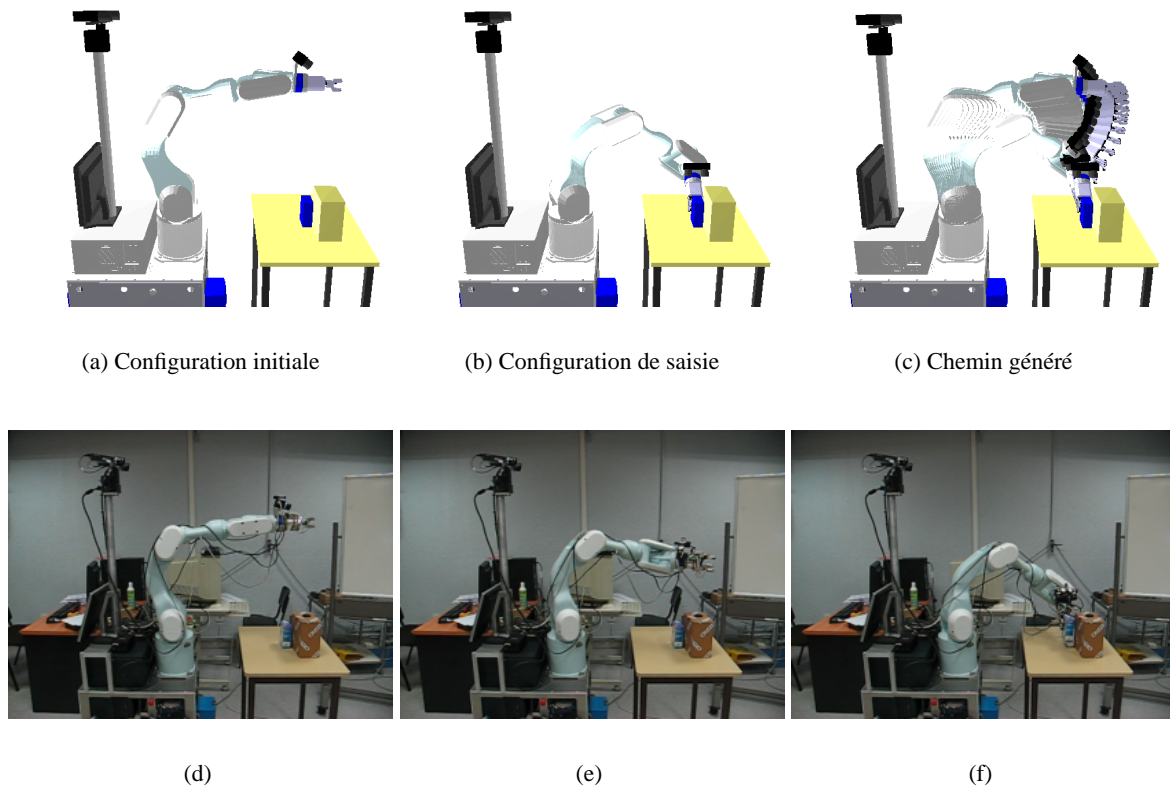 (a) Configuration initiale
(b) Configuration de saisie
(c) Chemin généré
(d)
(e)
(f)